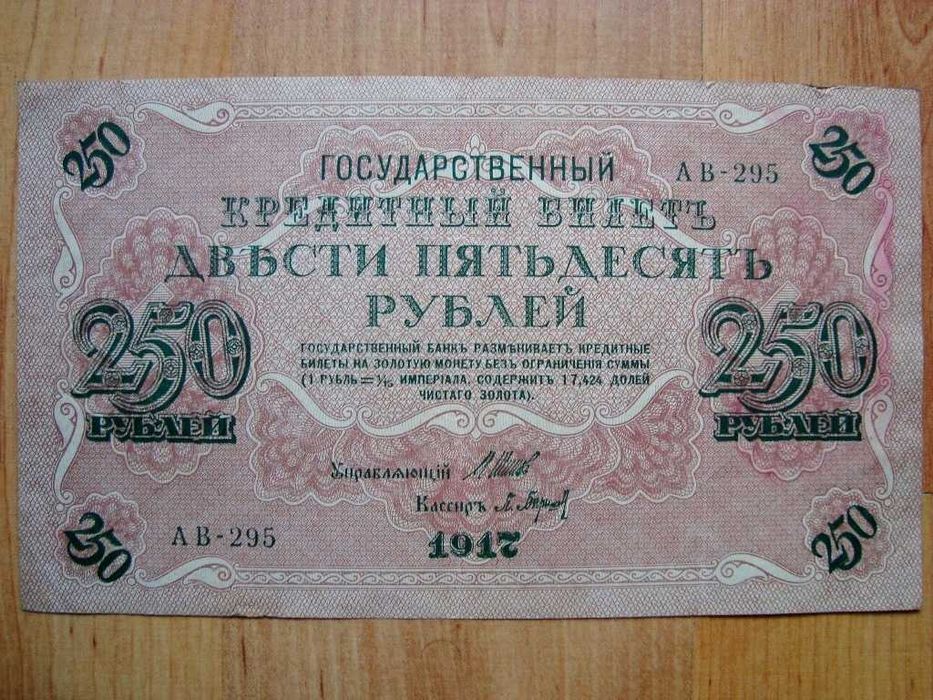 250
250
ГОСУДАРСТВЕННЫЙ
АВ-295
КРЕДИТНЫЙ БИЛЕТЪ
ДВѢСТИ ПЯТЬДЕСЯТЪ
РУБЛЕЙ
250
РУБЛЕЙ
250
РУБЛЕЙ
ГОСУДАРСТВЕННЫЙ БАНКЪ РАЗМѢНИВАЕТЪ КРЕДИТНЫЕ
БИЛЕТЫ НА ЗОЛОТУЮ МОНЕТУ БЕЗЪ ОГРАНИЧЕНІЯ СУММЫ
(1 РУБЛЬ = 1/15 ИМПЕРІАЛА, СОДЕРЖИТЪ 17,424 ДОЛЕЙ
ЧИСТАГО ЗОЛОТА).
Управляющій
Кассиръ
АВ-295
1917
250
250